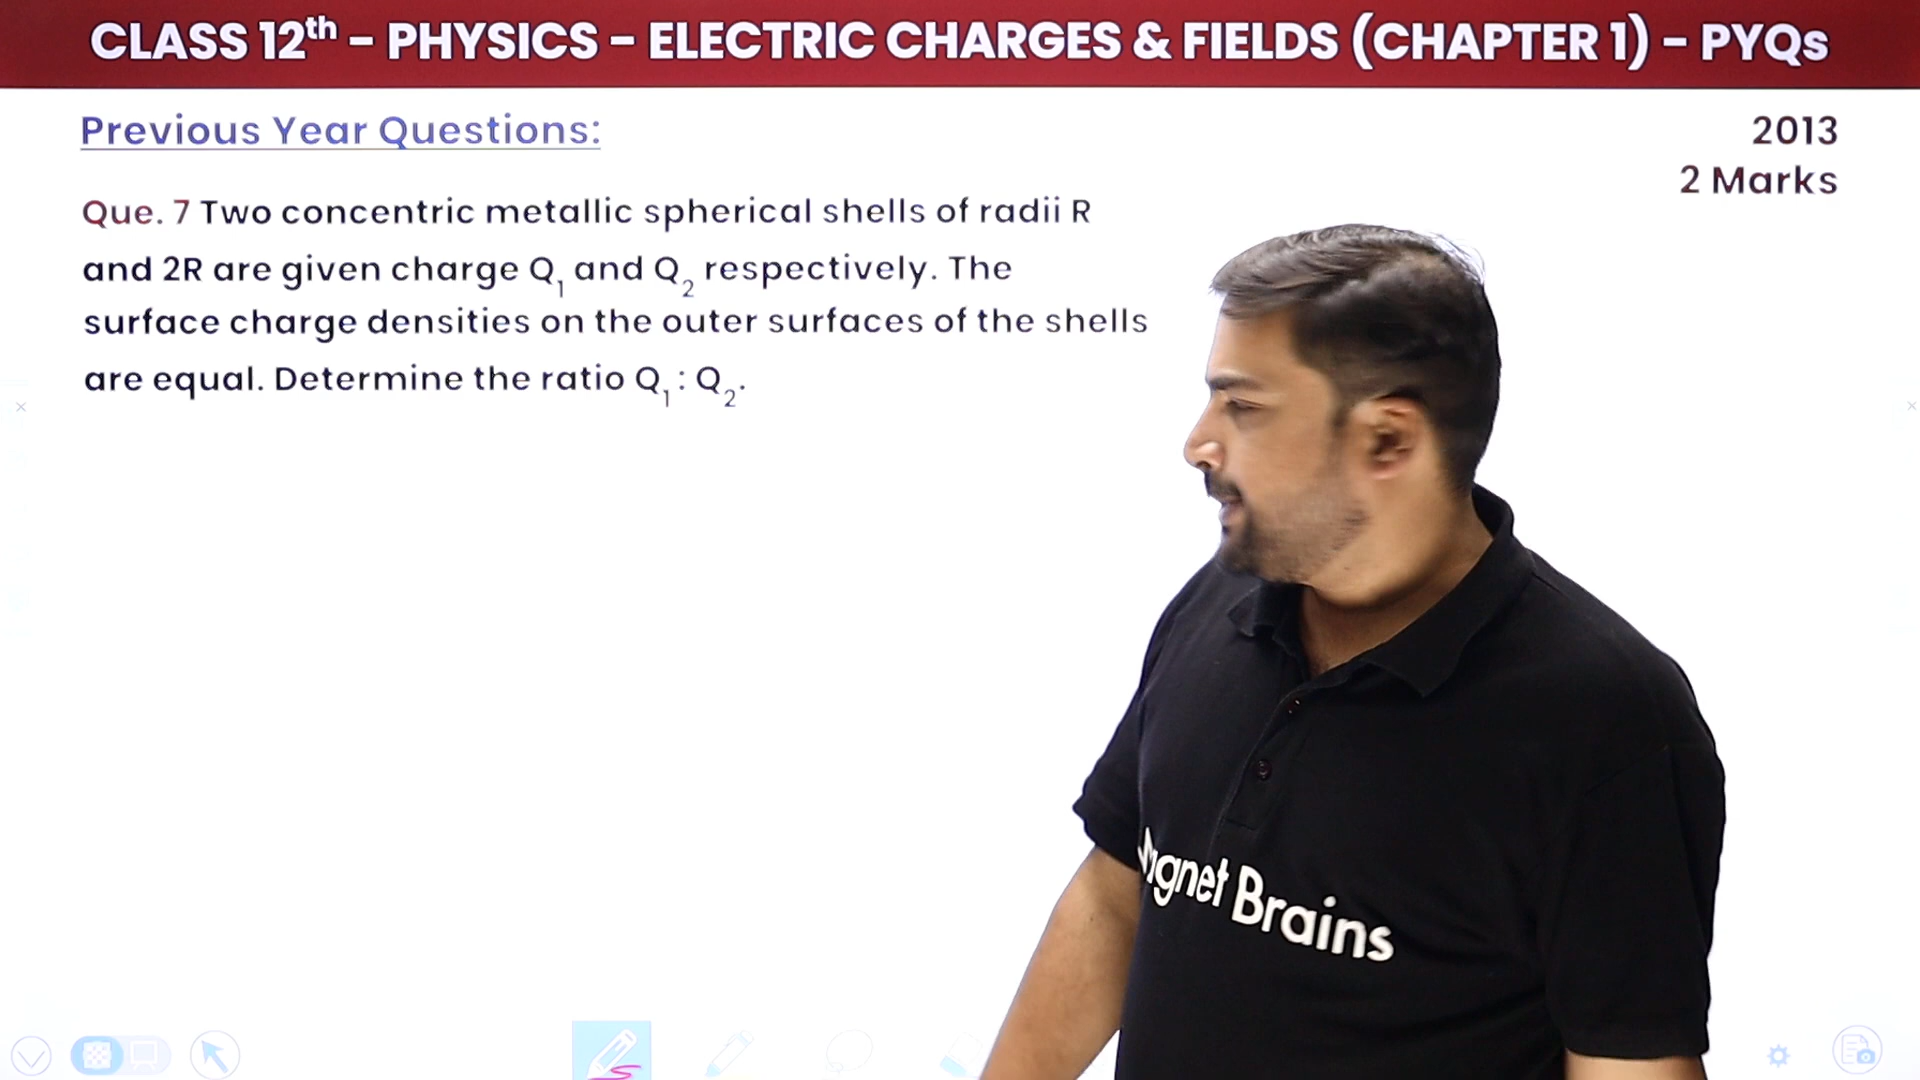 CLASS 12th - PHYSICS - ELECTRIC CHARGES & FIELDS (CHAPTER 1) - PYQs
Previous Year Questions:
2013
2 Marks
Que. 7 Two concentric metallic spherical shells of radii R
and 2R are given charge Q₁ and Q₂ respectively. The
surface charge densities on the outer surfaces of the shells
are equal. Determine the ratio Q₁ : Q₂.
Brains